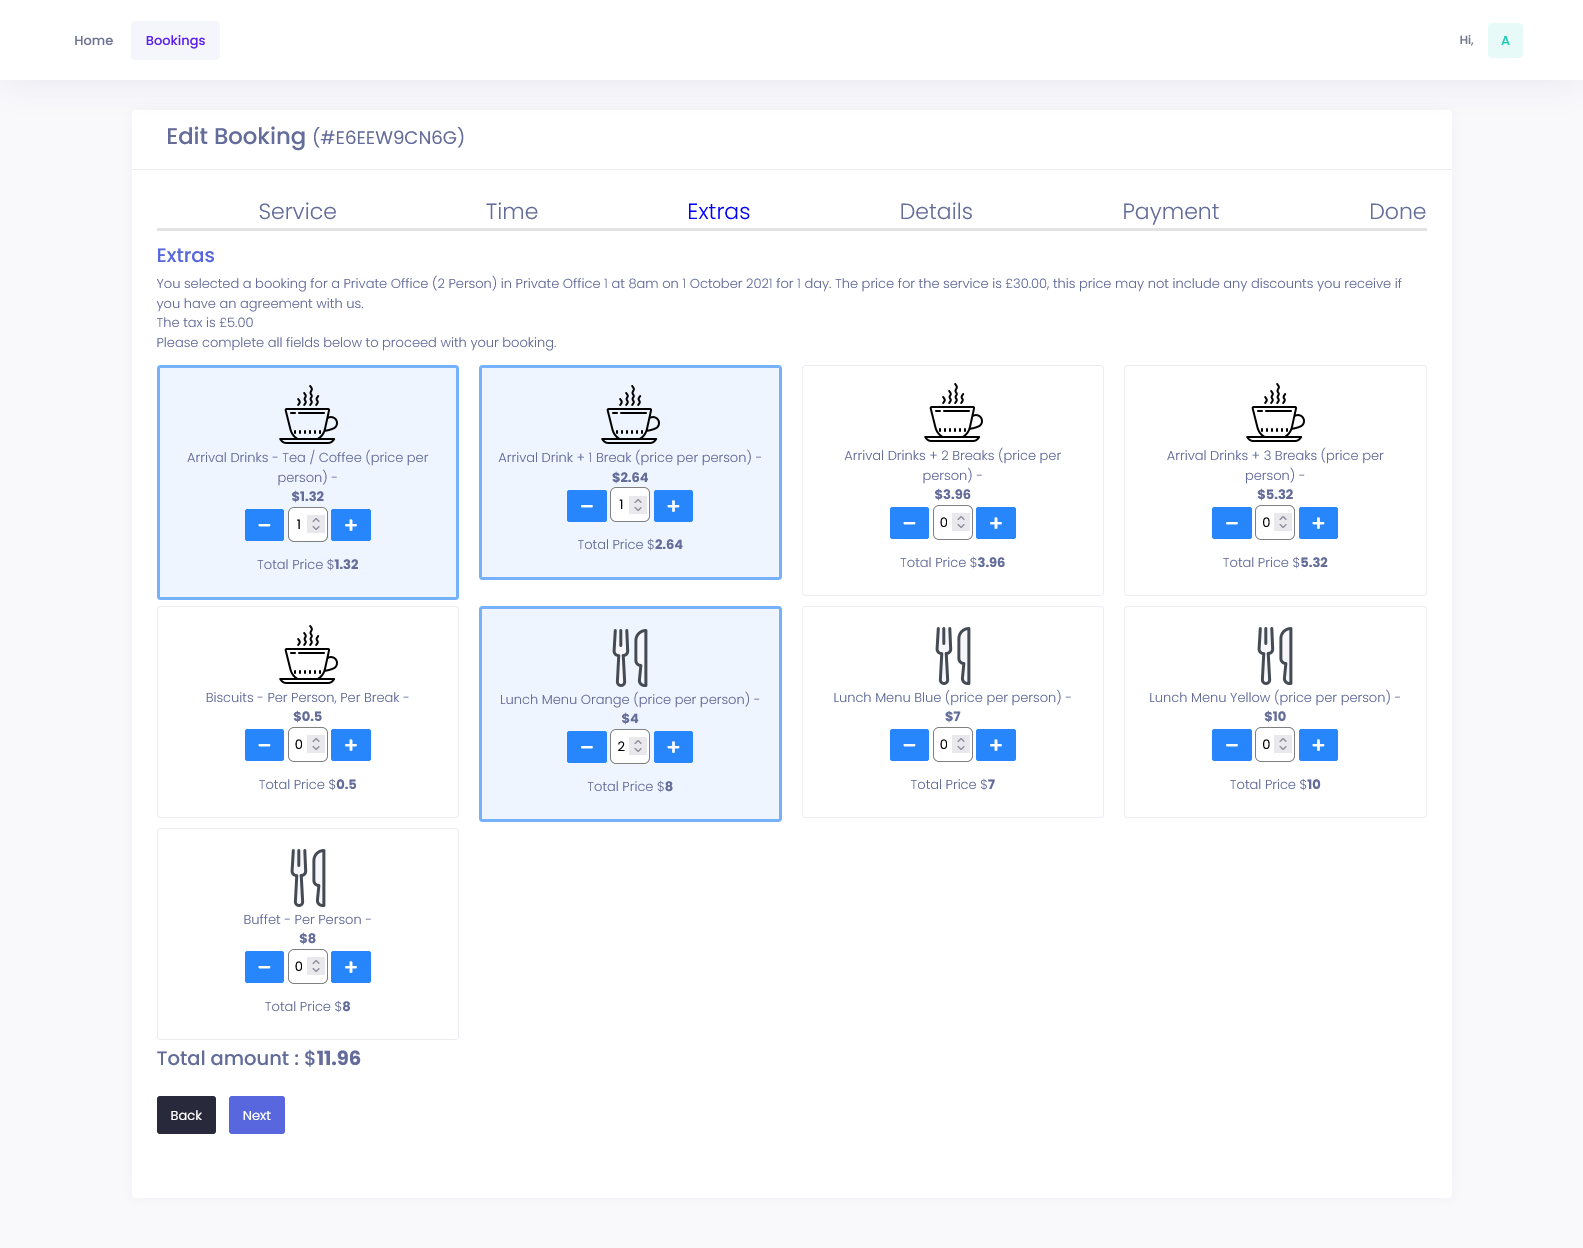 Home
Bookings
Hi,
A
Edit Booking (#E6EEW9CN6G)
Service
Time
Extras
Details
Payment
Done
Extras
You selected a booking for a Private Office (2 Person) in Private Office 1 at 8am on 1 October 2021 for 1 day. The price for the service is £30.00, this price may not include any discounts you receive if
you have an agreement with us.
The tax is £5.00
Please complete all fields below to proceed with your booking.
Arrival Drinks - Tea / Coffee (price per
person) -
$1.32
1
Total Price $1.32
Arrival Drink + 1 Break (price per person) -
$2.64
1
Total Price $2.64
Arrival Drinks + 2 Breaks (price per
person) -
$3.96
0
Total Price $3.96
Arrival Drinks + 3 Breaks (price per
person) -
$5.32
0
Total Price $5.32
Biscuits - Per Person, Per Break -
$0.5
0
Total Price $0.5
Lunch Menu Orange (price per person) -
$4
2
Total Price $8
Lunch Menu Blue (price per person) -
$7
0
Total Price $7
Lunch Menu Yellow (price per person) -
$10
0
Total Price $10
Buffet - Per Person -
$8
0
Total Price $8
Total amount : $11.96
Back
Next